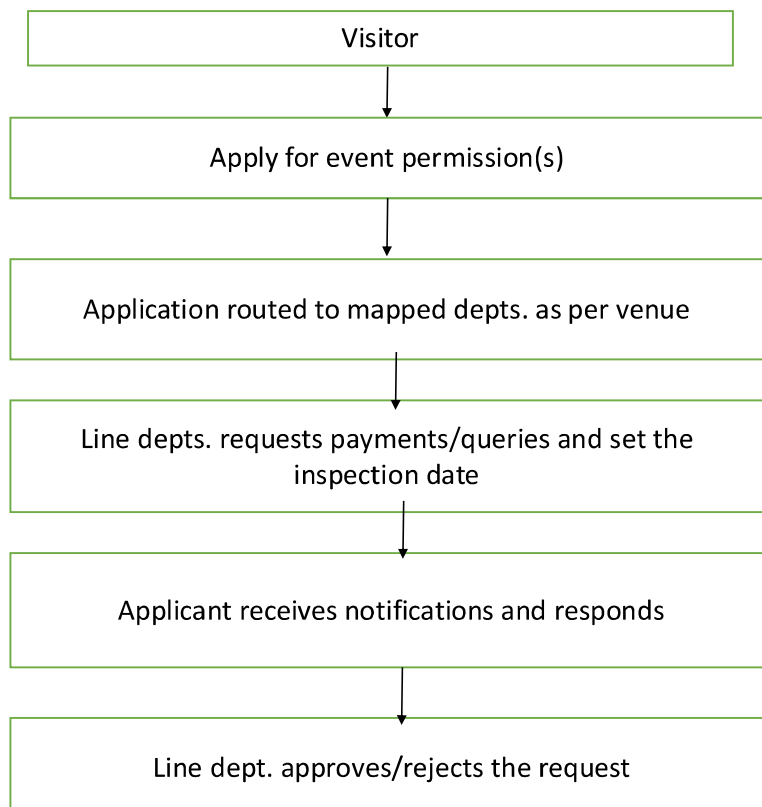 Visitor
Apply for event permission(s)
Application routed to mapped depts. as per venue
Line depts. requests payments/queries and set the
inspection date
Applicant receives notifications and responds
Line dept. approves/rejects the request